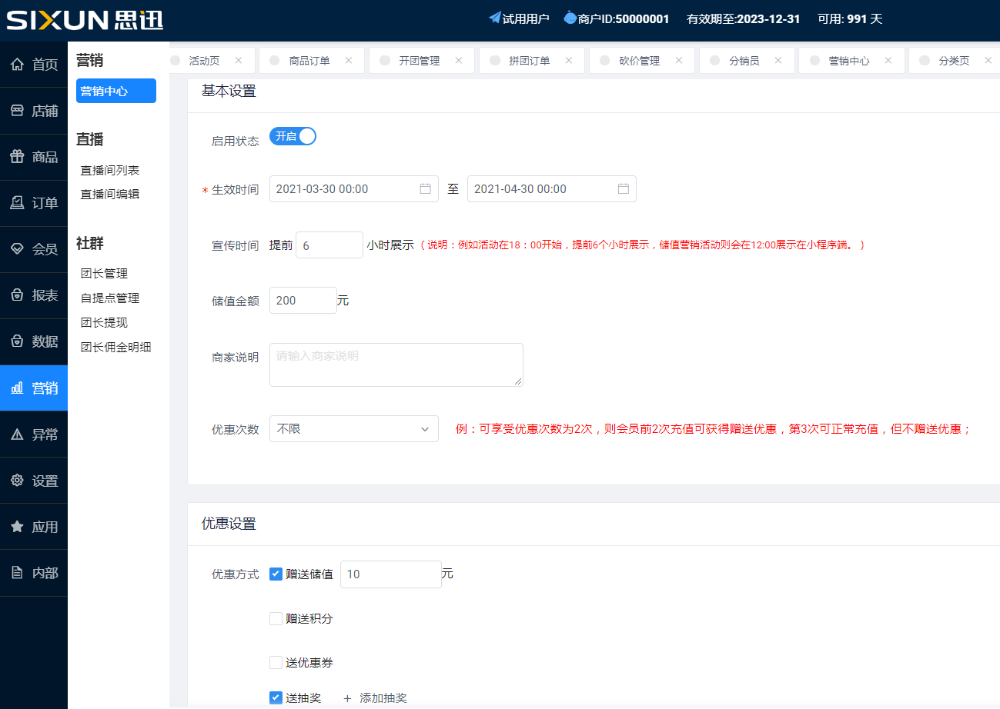 SIXUN思迅
试用用户 商户ID:50000001 有效期至:2023-12-31 可用: 991 天
首页
店铺
商品
订单
会员
报表
数据
营销
异常
设置
应用
内部
营销
营销中心
直播
直播间列表
直播间编辑
社群
团长管理
自提点管理
团长提现
团长佣金明细
活动页 商品订单 开团管理 拼团订单 砍价管理 分销员 营销中心 分类页
基本设置
启用状态 开启
* 生效时间 2021-03-30 00:00 至 2021-04-30 00:00
宣传时间 提前 6 小时展示（说明：例如活动在18：00开始，提前6个小时展示，储值营销活动则会在12:00展示在小程序端。）
储值金额 200 元
商家说明 请输入商家说明
优惠次数 不限 例：可享受优惠次数为2次，则会员前2次充值可获得赠送优惠，第3次可正常充值，但不赠送优惠；
优惠设置
优惠方式 赠送储值 10 元
赠送积分
送优惠券
送抽奖 + 添加抽奖